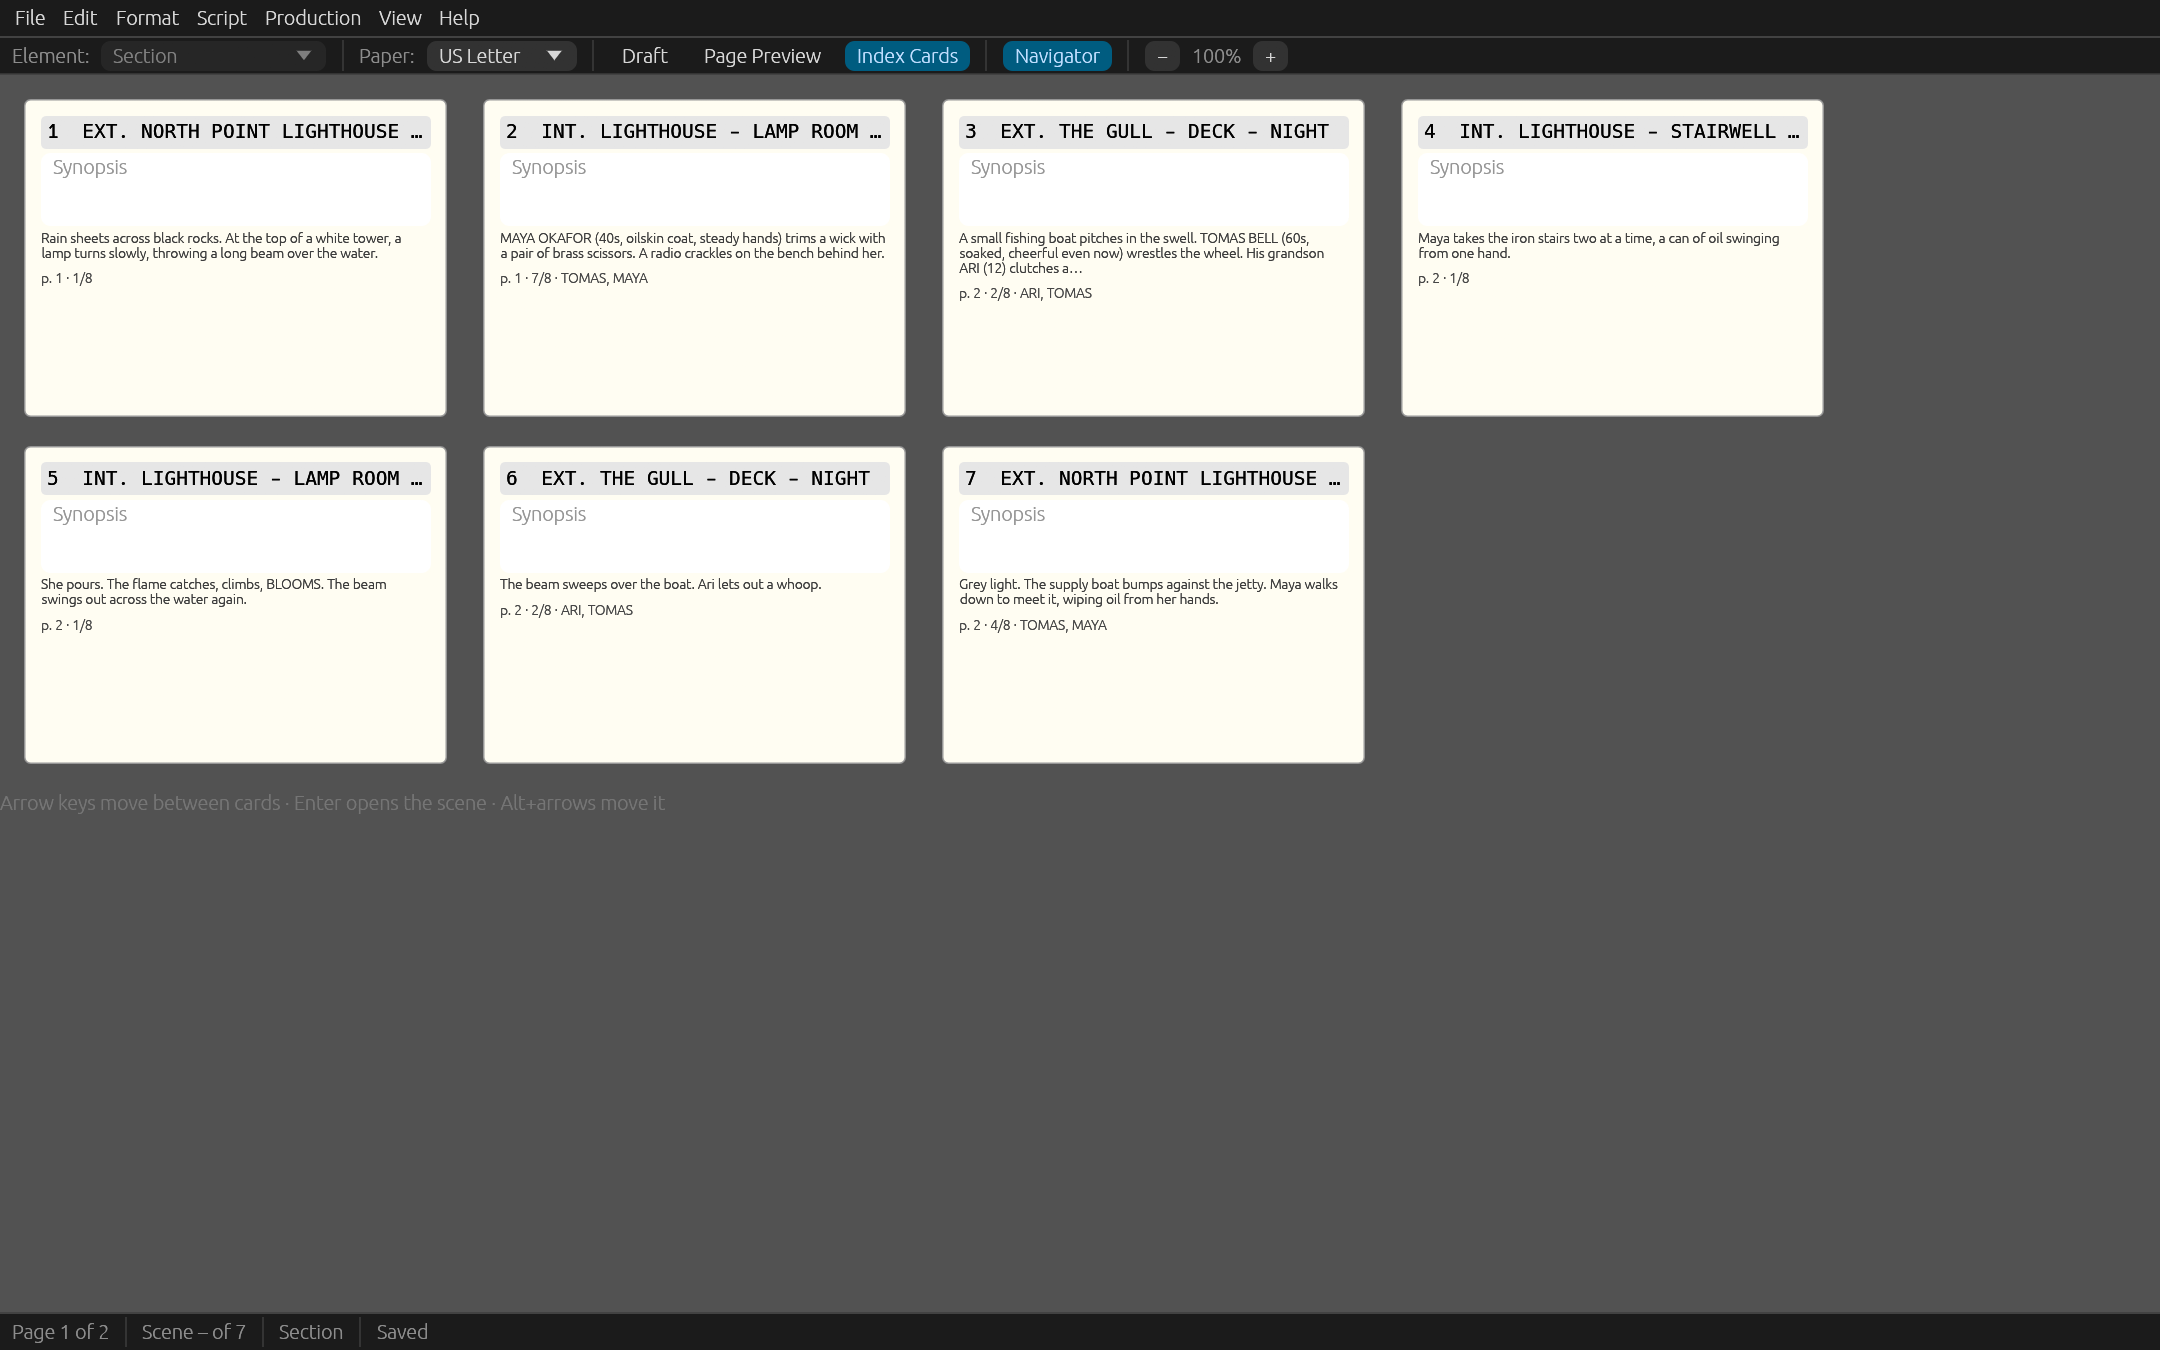 File Edit Format Script Production View Help
Element: Section Paper: US Letter Draft Page Preview Index Cards Navigator – 100% +
1 EXT. NORTH POINT LIGHTHOUSE …
Synopsis
Rain sheets across black rocks. At the top of a white tower, a
lamp turns slowly, throwing a long beam over the water.
p. 1 · 1/8
2 INT. LIGHTHOUSE – LAMP ROOM …
Synopsis
MAYA OKAFOR (40s, oilskin coat, steady hands) trims a wick with
a pair of brass scissors. A radio crackles on the bench behind her.
p. 1 · 7/8 · TOMAS, MAYA
3 EXT. THE GULL – DECK – NIGHT
Synopsis
A small fishing boat pitches in the swell. TOMAS BELL (60s,
soaked, cheerful even now) wrestles the wheel. His grandson
ARI (12) clutches a…
p. 2 · 2/8 · ARI, TOMAS
4 INT. LIGHTHOUSE – STAIRWELL …
Synopsis
Maya takes the iron stairs two at a time, a can of oil swinging
from one hand.
p. 2 · 1/8
5 INT. LIGHTHOUSE – LAMP ROOM …
Synopsis
She pours. The flame catches, climbs, BLOOMS. The beam
swings out across the water again.
p. 2 · 1/8
6 EXT. THE GULL – DECK – NIGHT
Synopsis
The beam sweeps over the boat. Ari lets out a whoop.
p. 2 · 2/8 · ARI, TOMAS
7 EXT. NORTH POINT LIGHTHOUSE …
Synopsis
Grey light. The supply boat bumps against the jetty. Maya walks
down to meet it, wiping oil from her hands.
p. 2 · 4/8 · TOMAS, MAYA
Arrow keys move between cards · Enter opens the scene · Alt+arrows move it
Page 1 of 2 Scene – of 7 Section Saved